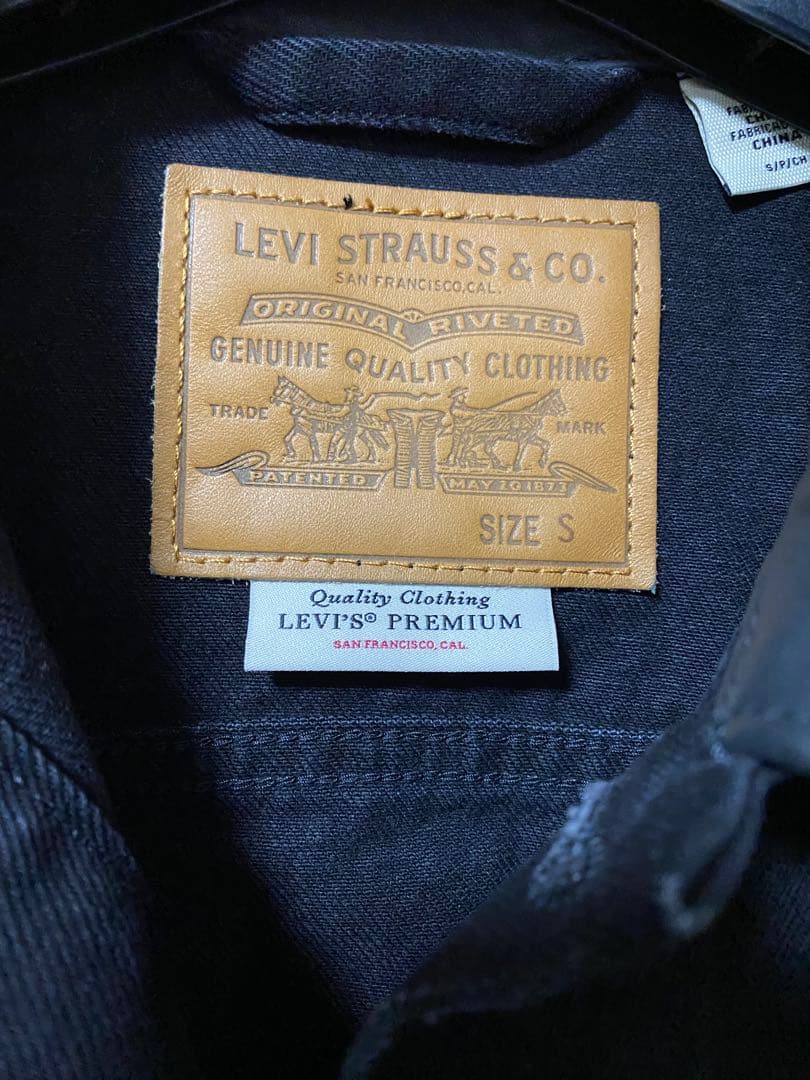 CHINA
S/P/CH
LEVI STRAUSS & CO.
SAN FRANCISCO, CAL.
ORIGINAL RIVETED
GENUINE QUALITY CLOTHING
TRADE MARK
PATENTED MAY 20 1873
SIZE S
Quality Clothing
LEVI'S® PREMIUM
SAN FRANCISCO, CAL.